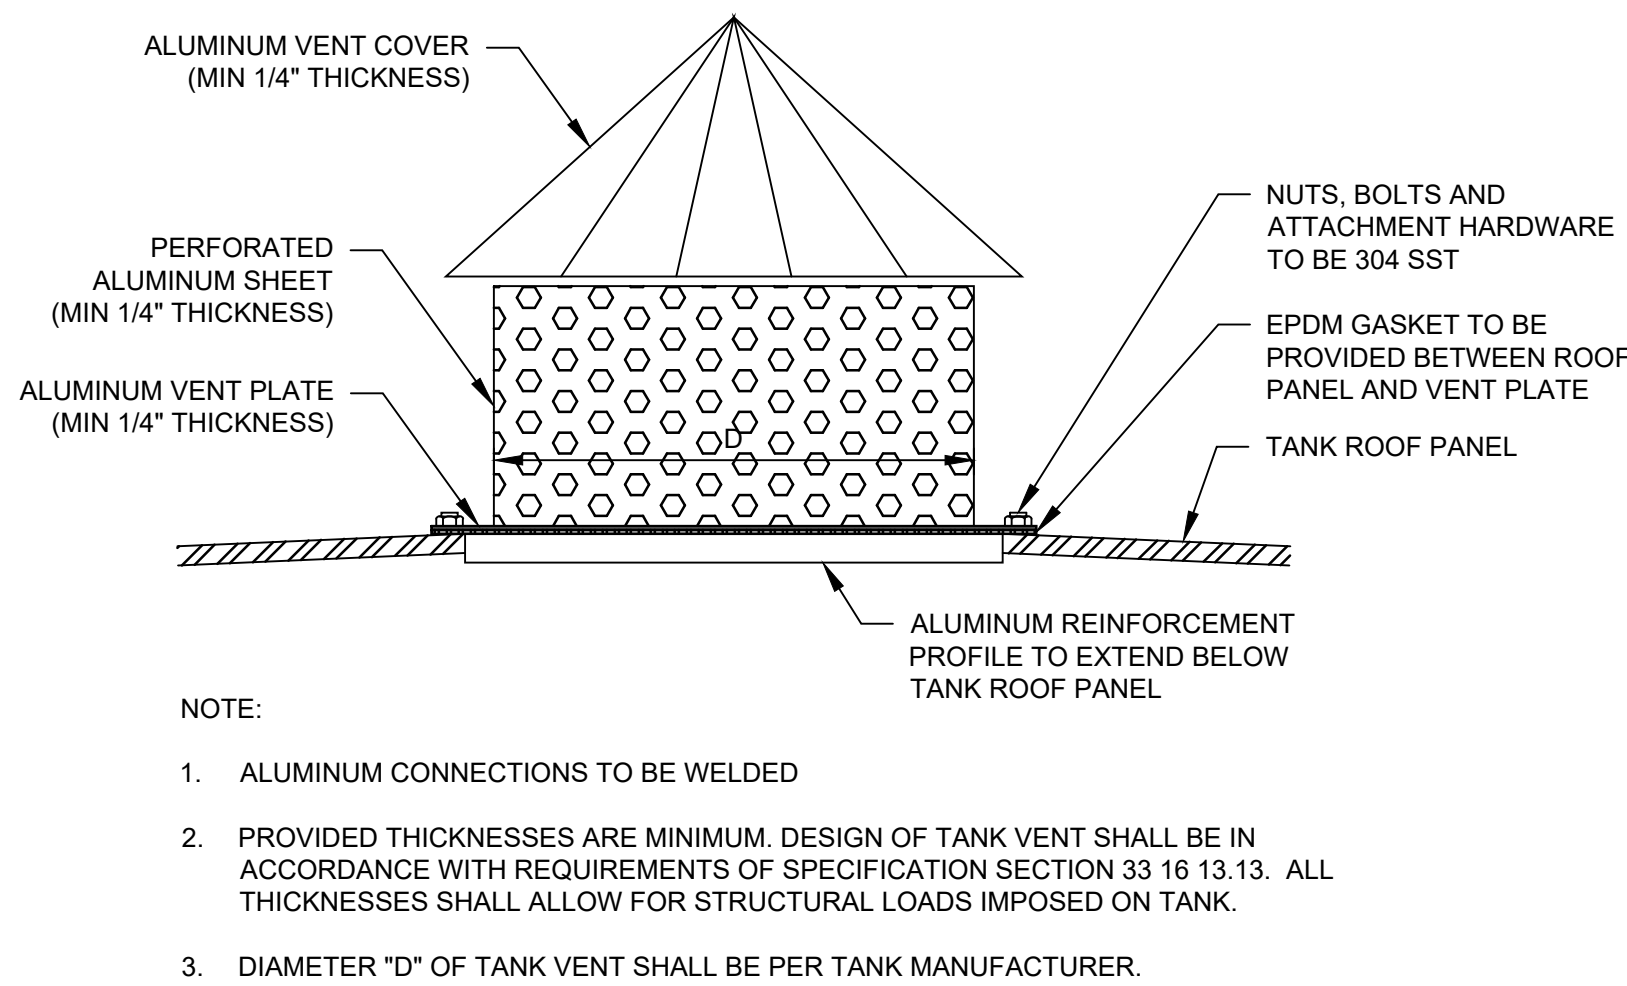 ALUMINUM VENT COVER
(MIN 1/4" THICKNESS)
PERFORATED
ALUMINUM SHEET
(MIN 1/4" THICKNESS)
ALUMINUM VENT PLATE
(MIN 1/4" THICKNESS)
D
NUTS, BOLTS AND
ATTACHMENT HARDWARE
TO BE 304 SST
EPDM GASKET TO BE
PROVIDED BETWEEN ROOF
PANEL AND VENT PLATE
TANK ROOF PANEL
ALUMINUM REINFORCEMENT
PROFILE TO EXTEND BELOW
TANK ROOF PANEL
NOTE:
1. ALUMINUM CONNECTIONS TO BE WELDED
2. PROVIDED THICKNESSES ARE MINIMUM. DESIGN OF TANK VENT SHALL BE IN
ACCORDANCE WITH REQUIREMENTS OF SPECIFICATION SECTION 33 16 13.13. ALL
THICKNESSES SHALL ALLOW FOR STRUCTURAL LOADS IMPOSED ON TANK.
3. DIAMETER "D" OF TANK VENT SHALL BE PER TANK MANUFACTURER.